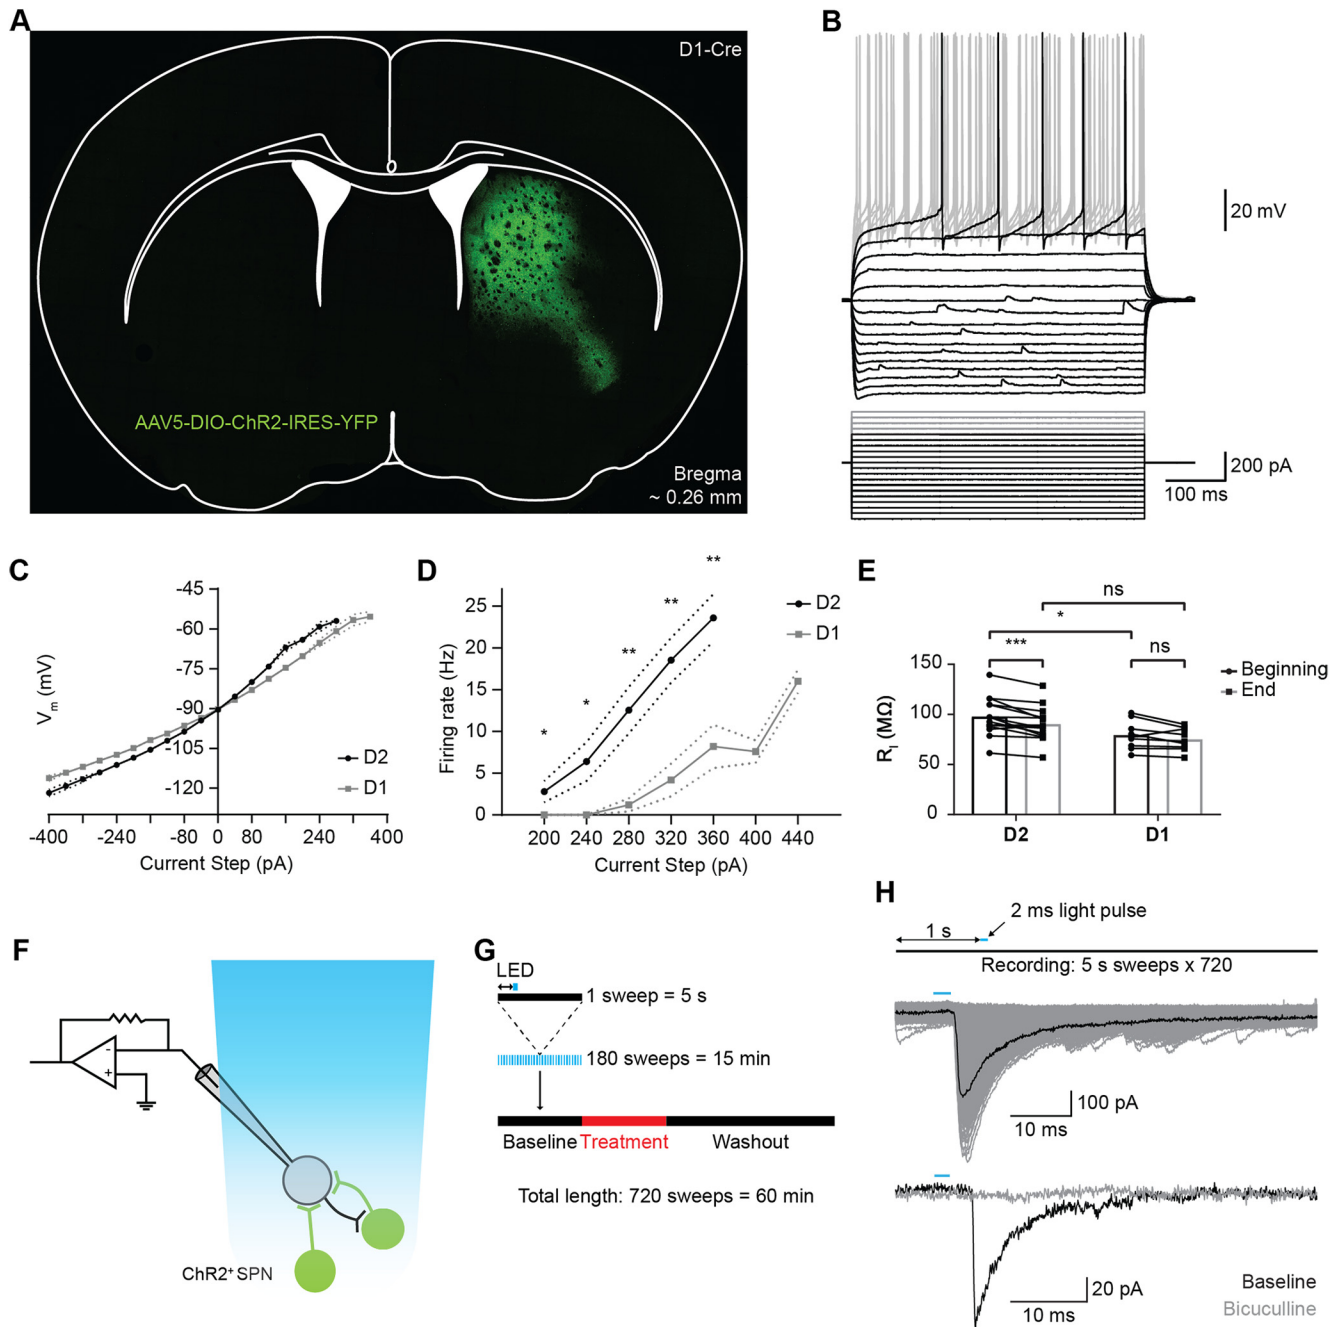 A
D1-Cre
AAV5-DIO-ChR2-IRES-YFP
Bregma
~ 0.26 mm
B
20 mV
200 pA
100 ms
C
Vm (mV)
-45
-60
-75
-90
-105
-120
D2
D1
-400 -240 -80 0 80 240 400
Current Step (pA)
D
Firing rate (Hz)
25
20
15
10
5
0
* * ** ** **
D2
D1
200 240 280 320 360 400 440
Current Step (pA)
E
ns
*
*** ns
RI (MΩ)
150
100
50
0
Beginning
End
D2 D1
F
ChR2+ SPN
-
+
G
LED
1 sweep = 5 s
180 sweeps = 15 min
Baseline Treatment Washout
Total length: 720 sweeps = 60 min
H
2 ms light pulse
1 s
Recording: 5 s sweeps x 720
100 pA
10 ms
20 pA
10 ms
Baseline
Bicuculline